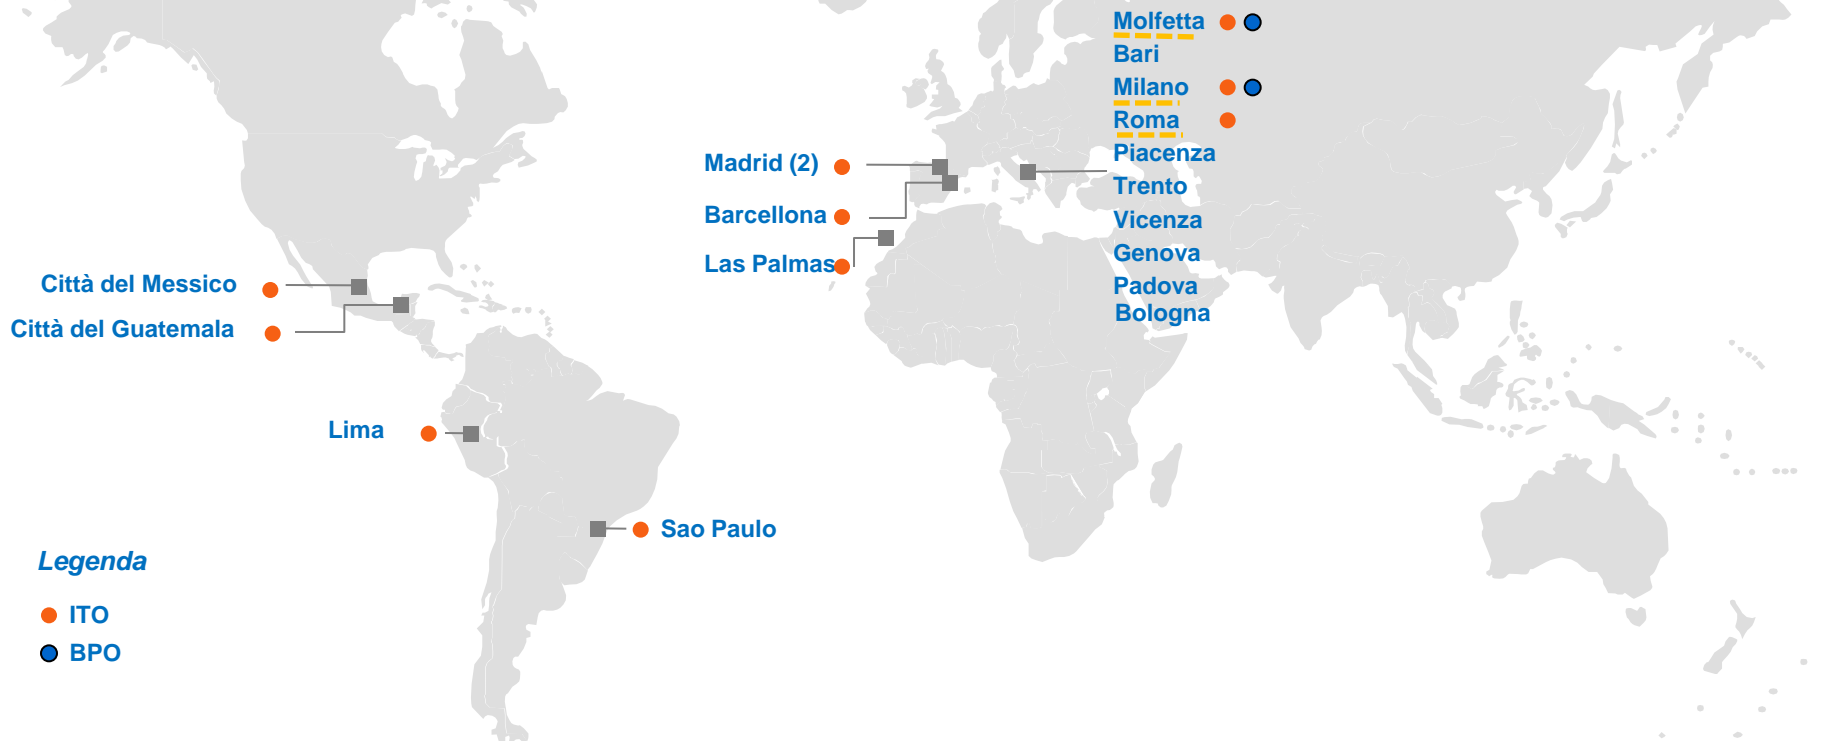 Molfetta
Bari
Milano
Roma
Piacenza
Trento
Vicenza
Genova
Padova
Bologna
Madrid (2)
Barcellona
Las Palmas
Città del Messico
Città del Guatemala
Lima
Sao Paulo
Legenda
ITO
BPO